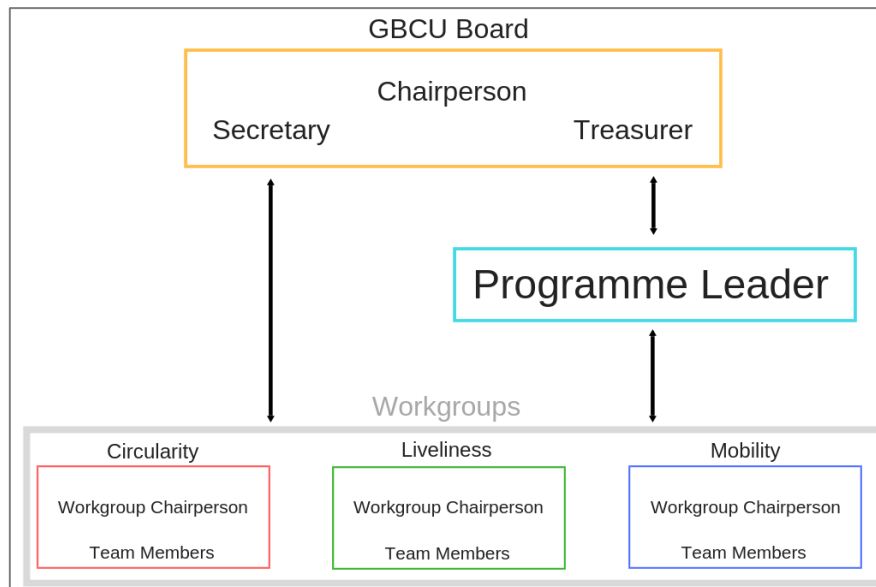 GBCU Board
Chairperson
Secretary Treasurer
Programme Leader
Workgroups
Circularity Liveliness Mobility
Workgroup Chairperson Workgroup Chairperson Workgroup Chairperson
Team Members Team Members Team Members